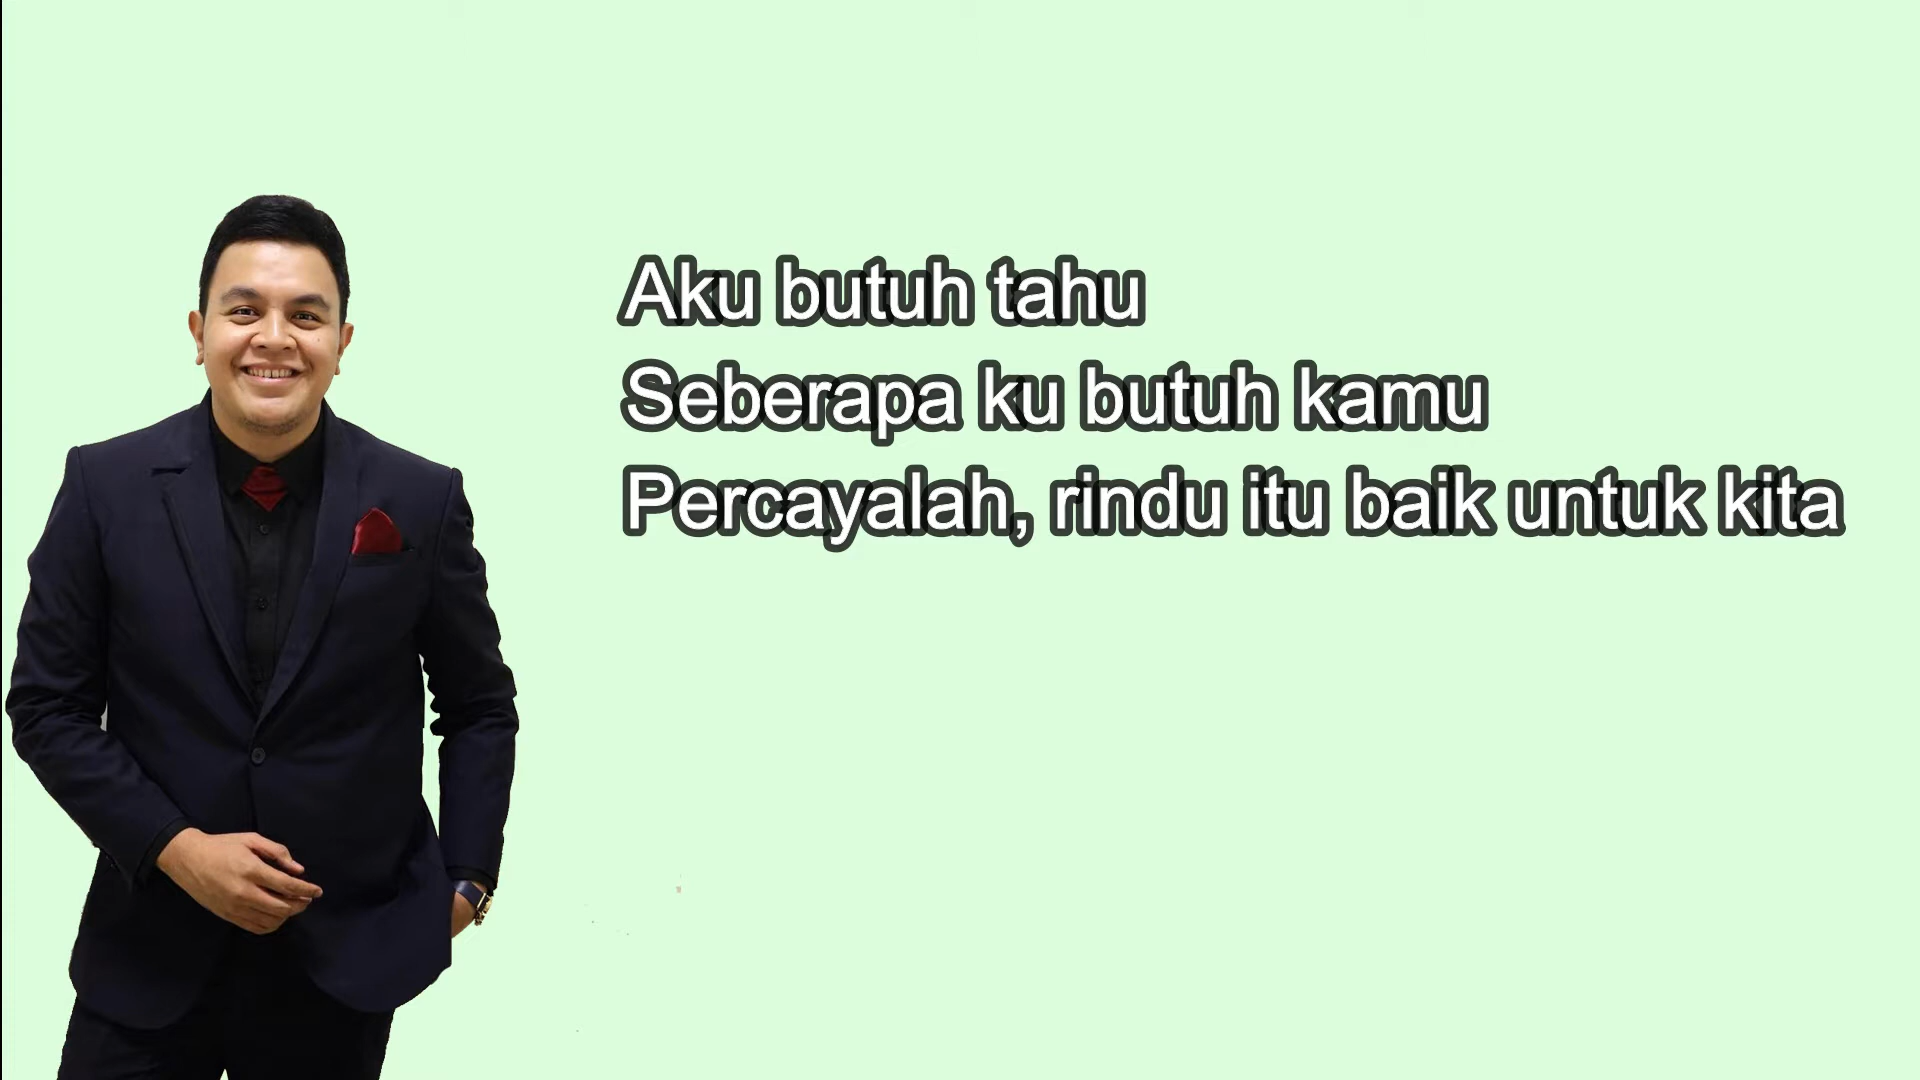 Aku butuh tahu
Seberapa ku butuh kamu
Percayalah, rindu itu baik untuk kita